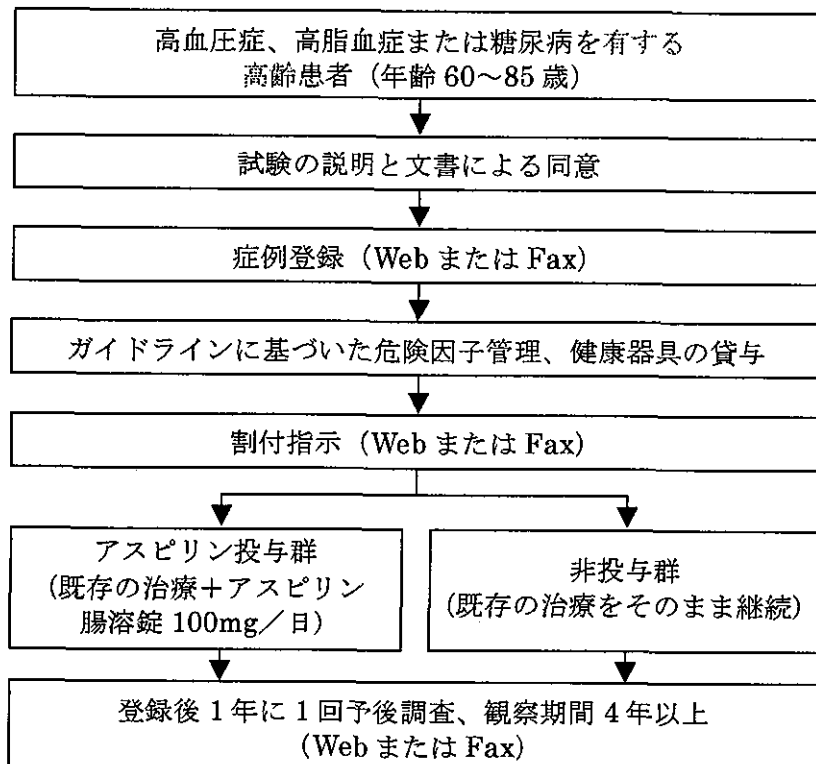 高血圧症、高脂血症または糖尿病を有する
高齢患者（年齢 60～85 歳）
試験の説明と文書による同意
症例登録（Web または Fax）
ガイドラインに基づいた危険因子管理、健康器具の貸与
割付指示（Web または Fax）
アスピリン投与群
(既存の治療＋アスピリン
腸溶錠 100mg／日)
非投与群
(既存の治療をそのまま継続)
登録後 1 年に 1 回予後調査、観察期間 4 年以上
(Web または Fax)